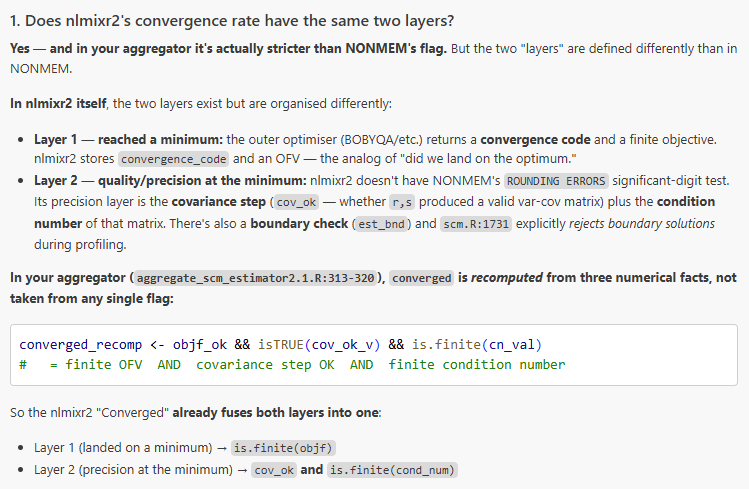 1. Does nlmixr2's convergence rate have the same two layers?
Yes — and in your aggregator it's actually stricter than NONMEM's flag. But the two "layers" are defined differently than in
NONMEM.
In nlmixr2 itself, the two layers exist but are organised differently:
• Layer 1 — reached a minimum: the outer optimiser (BOBYQA/etc.) returns a convergence code and a finite objective.
nlmixr2 stores convergence_code and an OFV — the analog of "did we land on the optimum."
• Layer 2 — quality/precision at the minimum: nlmixr2 doesn't have NONMEM's ROUNDING ERRORS significant-digit test.
Its precision layer is the covariance step (cov_ok — whether r,s produced a valid var-cov matrix) plus the condition
number of that matrix. There's also a boundary check (est_bnd) and scm.R:1731 explicitly rejects boundary solutions
during profiling.
In your aggregator (aggregate_scm_estimator2.1.R:313-320), converged is recomputed from three numerical facts, not
taken from any single flag:
converged_recomp <- objf_ok && isTRUE(cov_ok_v) && is.finite(cn_val)
#   = finite OFV  AND  covariance step OK  AND  finite condition number
So the nlmixr2 "Converged" already fuses both layers into one:
• Layer 1 (landed on a minimum) → is.finite(objf)
• Layer 2 (precision at the minimum) → cov_ok and is.finite(cond_num)